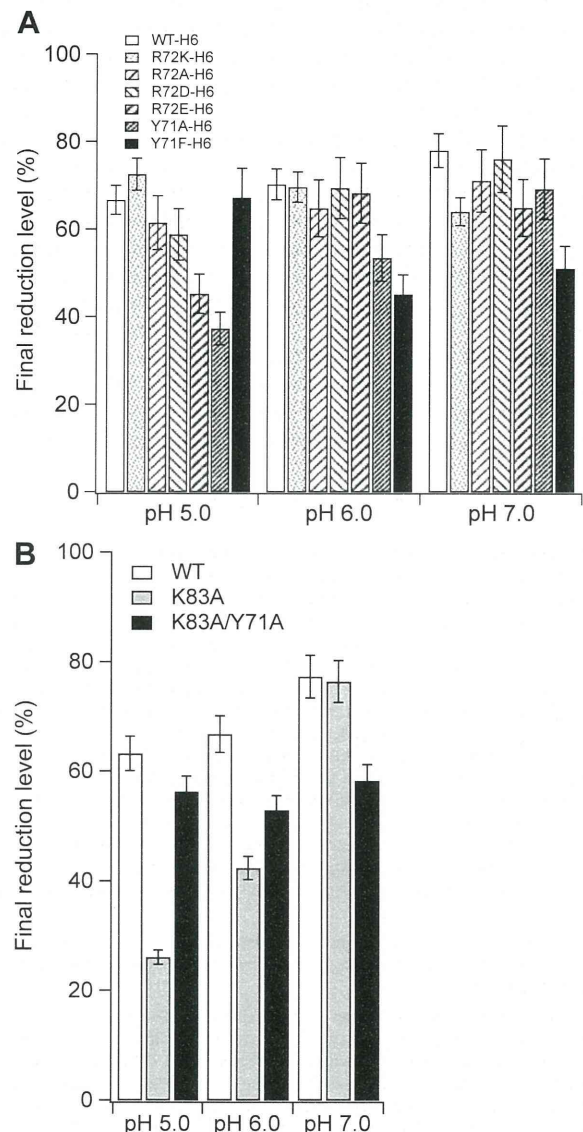 A
WT-H6
R72K-H6
R72A-H6
R72D-H6
R72E-H6
Y71A-H6
Y71F-H6
100
80
60
40
20
0
Final reduction level (%)
pH 5.0 pH 6.0 pH 7.0
B
WT
K83A
K83A/Y71A
100
80
60
40
20
0
Final reduction level (%)
pH 5.0 pH 6.0 pH 7.0